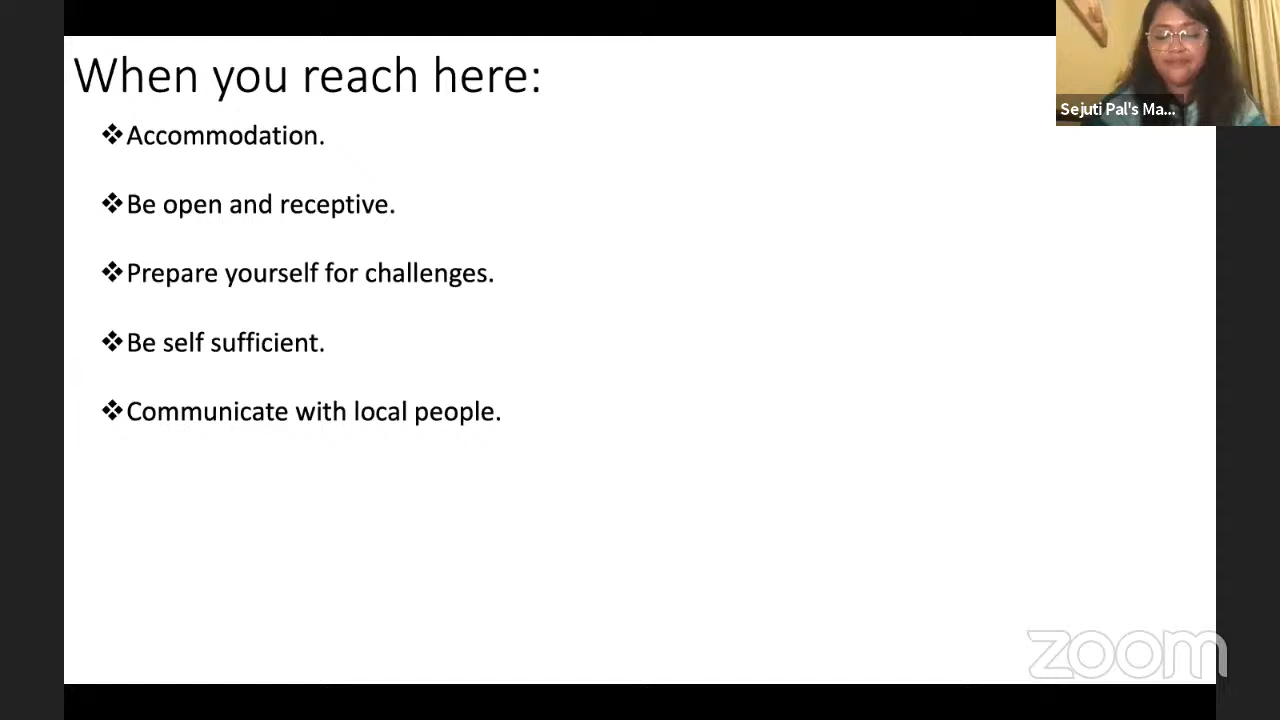 When you reach here:
❖Accommodation.
❖Be open and receptive.
❖Prepare yourself for challenges.
❖Be self sufficient.
❖Communicate with local people.
Sejuti Pal's Ma...
zoom